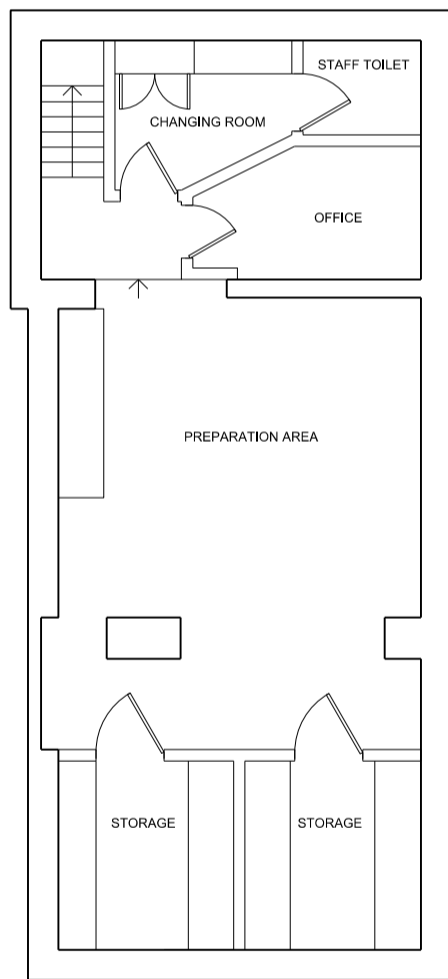 STAFF TOILET
CHANGING ROOM
OFFICE
PREPARATION AREA
STORAGE
STORAGE